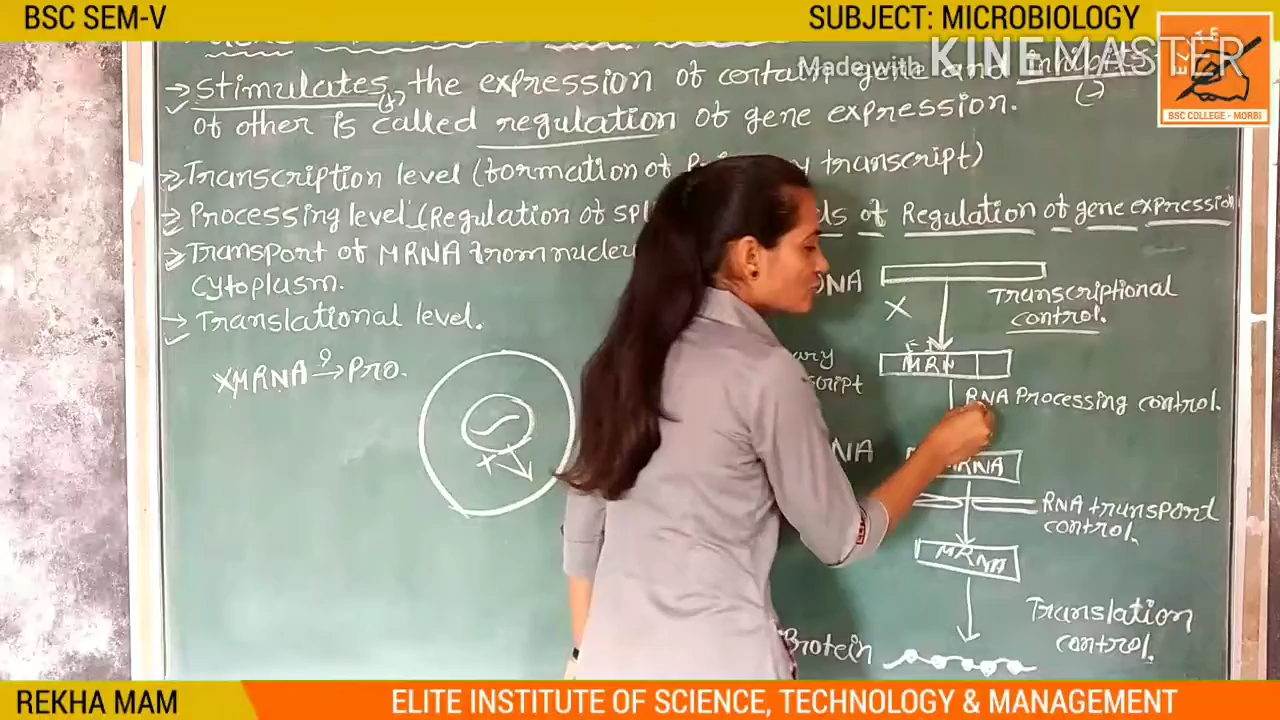 BSC SEM-V
SUBJECT: MICROBIOLOGY
Made with KINEMASTER
ELITE
BSC COLLEGE - MORBI
→ Stimulates the expression of certain gene and inhibits
(+) (-)
of other is called regulation of gene expression.
→ Transcription level (formation of transcript)
→ Processing level (Regulation of
of Regulation of gene expression
→ Transport of MRNA from
cytoplasm.
→ Translational level.
XMRNA ?→ Pro.
X
Transcriptional
control.
MRN
RNA Processing control.
MRNA
RNA transport
control.
MRNA
Translation
control.
Protein
REKHA MAM
ELITE INSTITUTE OF SCIENCE, TECHNOLOGY & MANAGEMENT